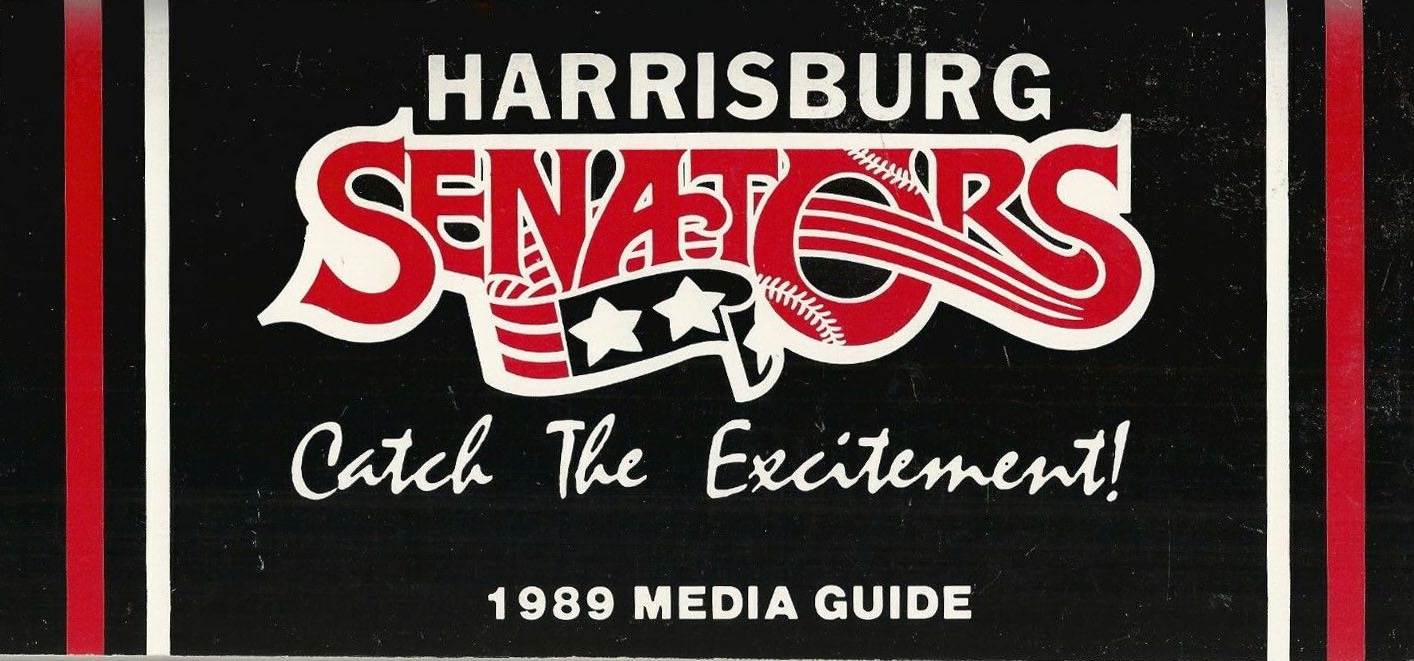 HARRISBURG
SENATORS
Catch The Excitement!
1989 MEDIA GUIDE